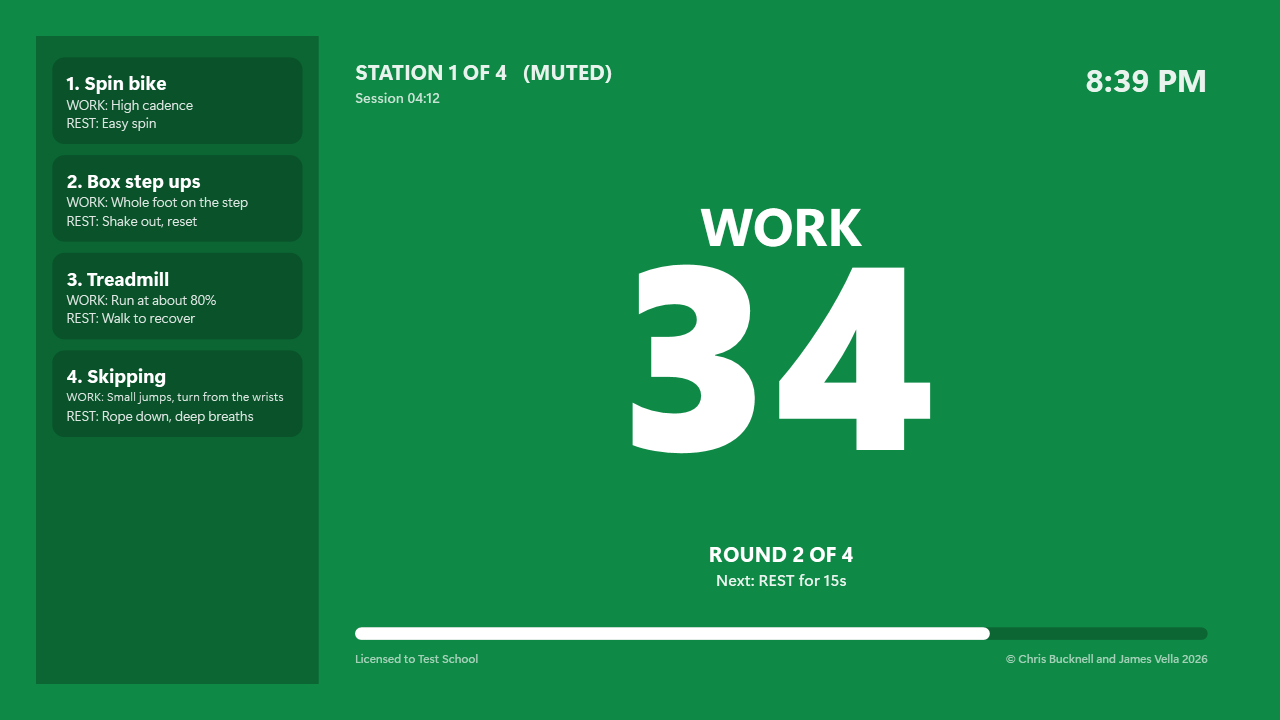 1. Spin bike
WORK: High cadence
REST: Easy spin
2. Box step ups
WORK: Whole foot on the step
REST: Shake out, reset
3. Treadmill
WORK: Run at about 80%
REST: Walk to recover
4. Skipping
WORK: Small jumps, turn from the wrists
REST: Rope down, deep breaths
STATION 1 OF 4 (MUTED)
Session 04:12
8:39 PM
WORK
34
ROUND 2 OF 4
Next: REST for 15s
Licensed to Test School
© Chris Bucknell and James Vella 2026